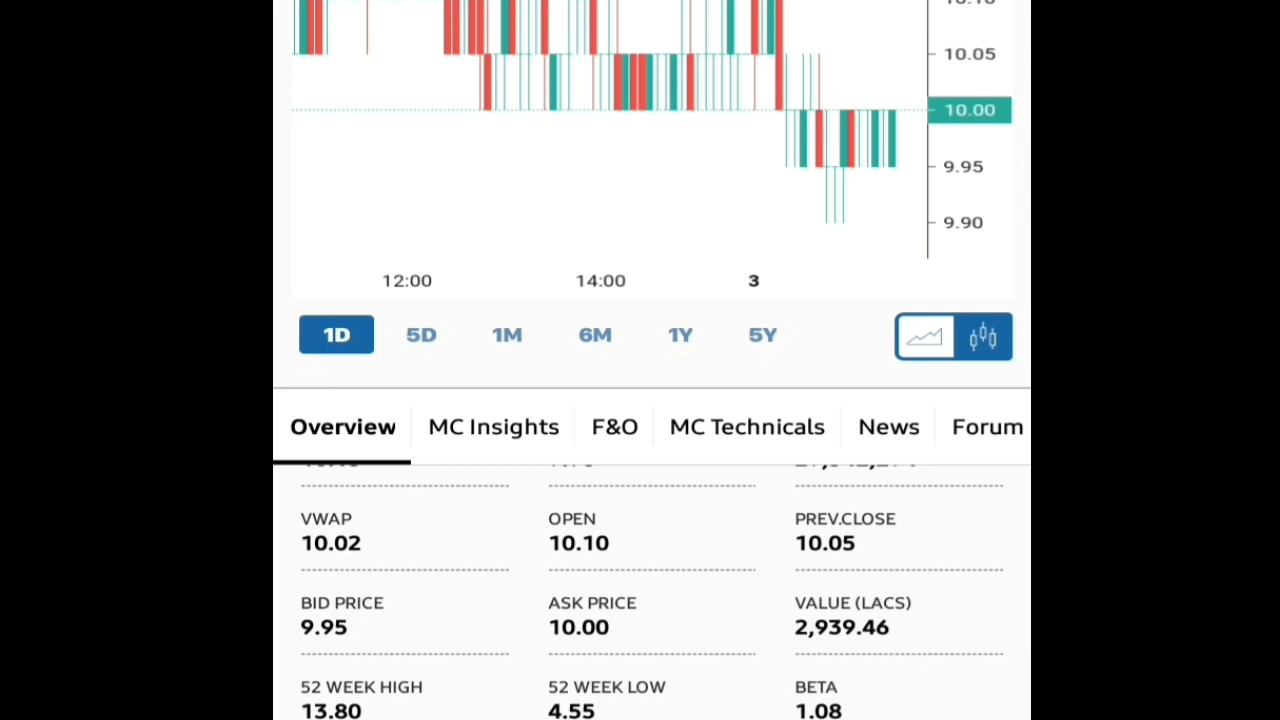 10.05
10.00
9.95
9.90
12:00 14:00 3
1D 5D 1M 6M 1Y 5Y
Overview MC Insights F&O MC Technicals News Forum
VWAP OPEN PREV.CLOSE
10.02 10.10 10.05
BID PRICE ASK PRICE VALUE (LACS)
9.95 10.00 2,939.46
52 WEEK HIGH 52 WEEK LOW BETA
13.80 4.55 1.08